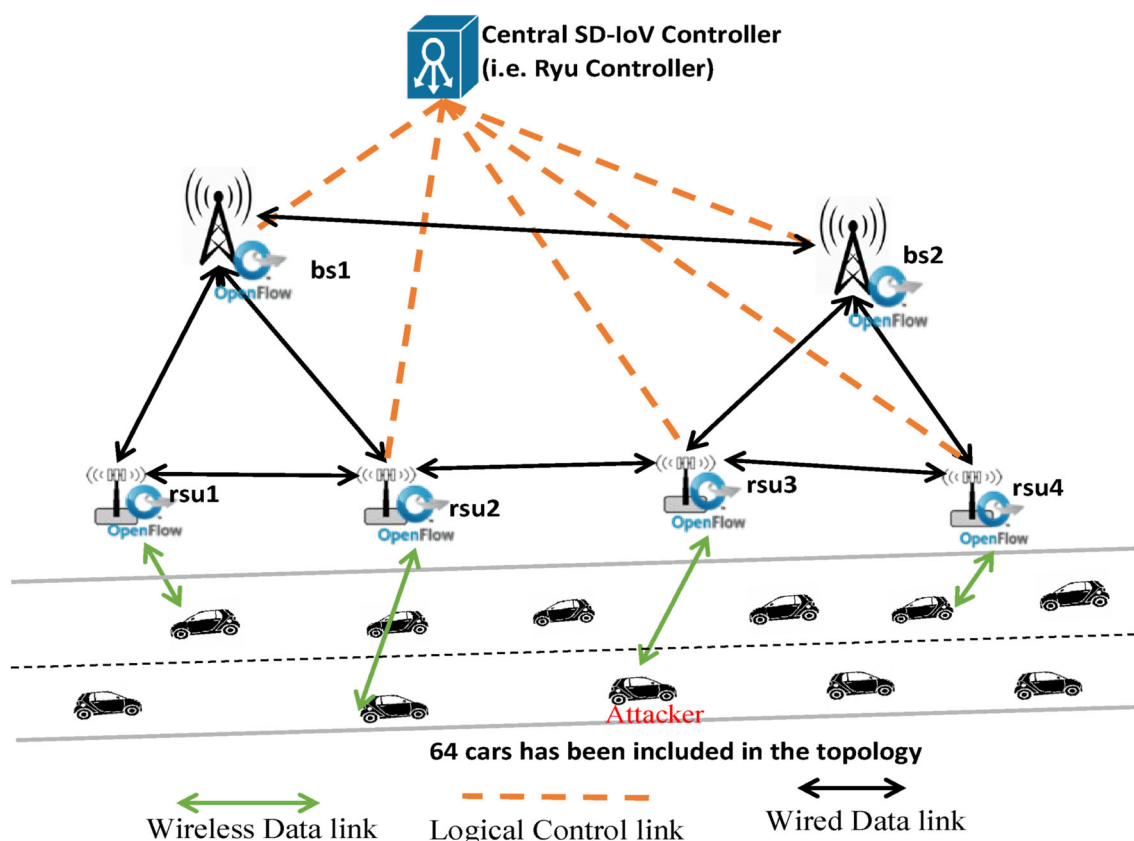 Central SD-IoV Controller
(i.e. Ryu Controller)
bs1
OpenFlow
bs2
OpenFlow
rsu1
OpenFlow
rsu2
OpenFlow
rsu3
OpenFlow
rsu4
OpenFlow
Attacker
64 cars has been included in the topology
Wireless Data link
Logical Control link
Wired Data link